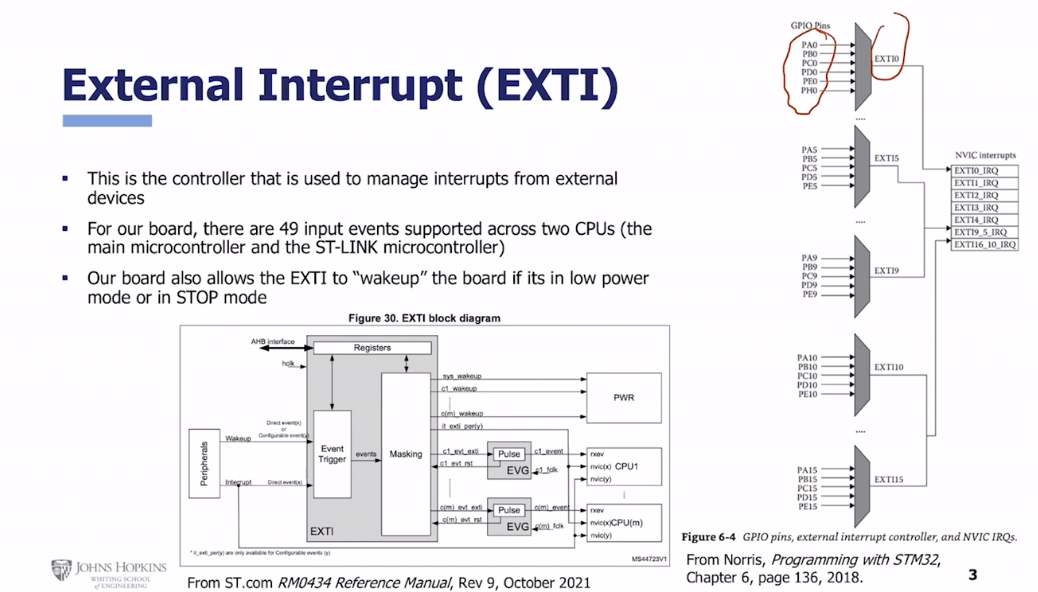 External Interrupt (EXTI)
This is the controller that is used to manage interrupts from external
devices
For our board, there are 49 input events supported across two CPUs (the
main microcontroller and the ST-LINK microcontroller)
Our board also allows the EXTI to “wakeup” the board if its in low power
mode or in STOP mode
Figure 30. EXTI block diagram
AHB interface
Registers
hclk
sys_wakeup
c1_wakeup
c(m)_wakeup
it_exti_per(y)
PWR
Peripherals
Wakeup
Direct event(s)
or
Configurable event(s)
Interrupt
Direct event(s)
Event
Trigger
events
Masking
c1_evt_exti
c1_evt_rst
Pulse
EVG
c1_event
c1_fclk
rxev
nvic(x) CPU1
nvic(y)
c(m)_evt_exti
c(m)_evt_rst
Pulse
EVG
c(m)_event
c(m)_fclk
rxev
nvic(x) CPU(m)
nvic(y)
EXTI
* it_exti_per(y) are only available for Configurable events (y)
MS44723V1
From ST.com RM0434 Reference Manual, Rev 9, October 2021
GPIO Pins
PA0
PB0
PC0
PD0
PE0
PH0
EXTI0
....
PA5
PB5
PC5
PD5
PE5
EXTI5
....
PA9
PB9
PC9
PD9
PE9
EXTI9
PA10
PB10
PC10
PD10
PE10
EXTI10
....
PA15
PB15
PC15
PD15
PE15
EXTI15
NVIC interrupts
EXTI0_IRQ
EXTI1_IRQ
EXTI2_IRQ
EXTI3_IRQ
EXTI4_IRQ
EXTI9_5_IRQ
EXTI16_10_IRQ
Figure 6-4 GPIO pins, external interrupt controller, and NVIC IRQs.
From Norris, Programming with STM32,
Chapter 6, page 136, 2018.
JOHNS HOPKINS
WHITING SCHOOL
of ENGINEERING
3